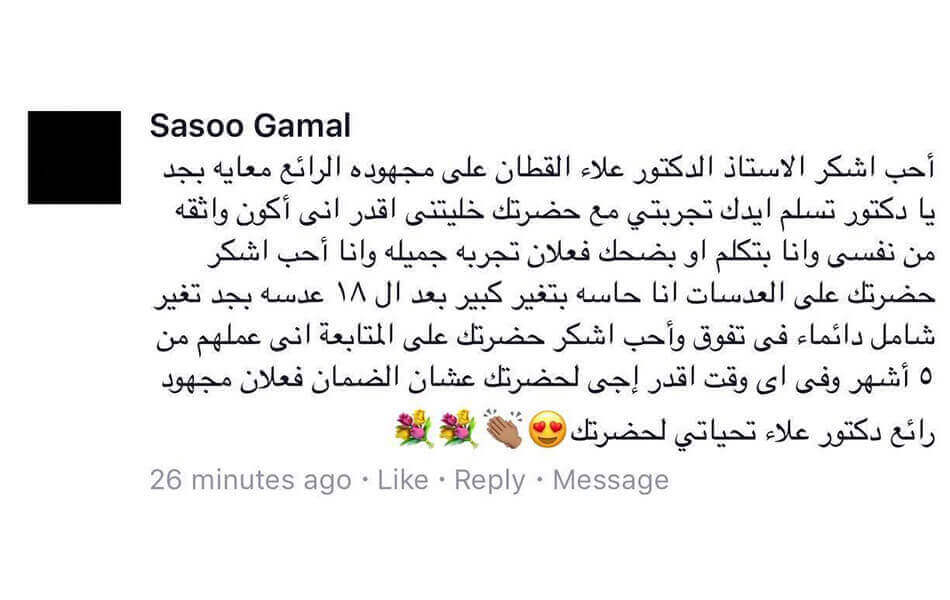 Sasoo Gamal
أحب اشكر الاستاذ الدكتور علاء القطان على مجهوده الرائع معايه بجد
يا دكتور تسلم ايدك تجربتي مع حضرتك خليتنى اقدر انى أكون واثقه
من نفسى وانا بتكلم او بضحك فعلان تجربه جميله وانا أحب اشكر
حضرتك على العدسات انا حاسه بتغير كبير بعد ال ١٨ عدسه بجد تغير
شامل دائماء فى تفوق وأحب اشكر حضرتك على المتابعة انى عملهم من
٥ أشهر وفى اى وقت اقدر إجى لحضرتك عشان الضمان فعلان مجهود
رائع دكتور علاء تحياتي لحضرتك😍👏🏽💐💐
26 minutes ago · Like · Reply · Message